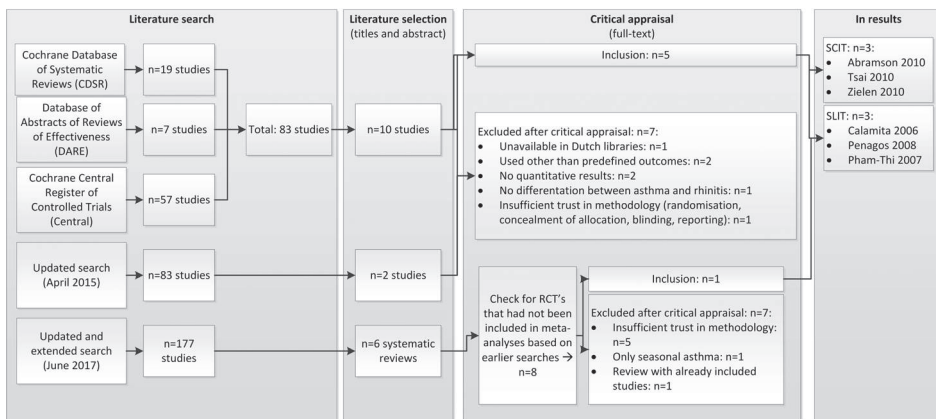 Literature search
Cochrane Database
of Systematic
Reviews (CDSR)
n=19 studies
Database of
Abstracts of Reviews
of Effectiveness
(DARE)
n=7 studies
Total: 83 studies
Cochrane Central
Register of
Controlled Trials
(Central)
n=57 studies
Updated search
(April 2015)
n=83 studies
Updated and
extended search
(June 2017)
n=177
studies
Literature selection
(titles and abstract)
n=10 studies
n=2 studies
n=6 systematic
reviews
Critical appraisal
(full-text)
Inclusion: n=5
Excluded after critical appraisal: n=7:
• Unavailable in Dutch libraries: n=1
• Used other than predefined outcomes: n=2
• No quantitative results: n=2
• No differentation between asthma and rhinitis: n=1
• Insufficient trust in methodology (randomisation,
concealment of allocation, blinding, reporting): n=1
Check for RCT's
that had not been
included in meta-
analyses based on
earlier searches →
n=8
Inclusion: n=1
Excluded after critical appraisal: n=7:
• Insufficient trust in methodology:
n=5
• Only seasonal asthma: n=1
• Review with already included
studies: n=1
In results
SCIT: n=3:
• Abramson 2010
• Tsai 2010
• Zielen 2010
SLIT: n=3:
• Calamita 2006
• Penagos 2008
• Pham-Thi 2007